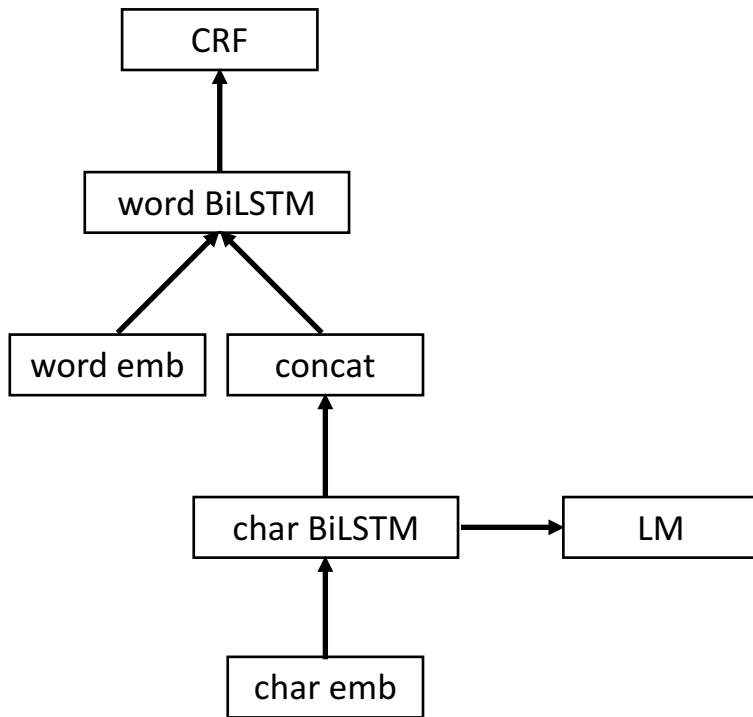 CRF
word BiLSTM
word emb
concat
char BiLSTM
LM
char emb